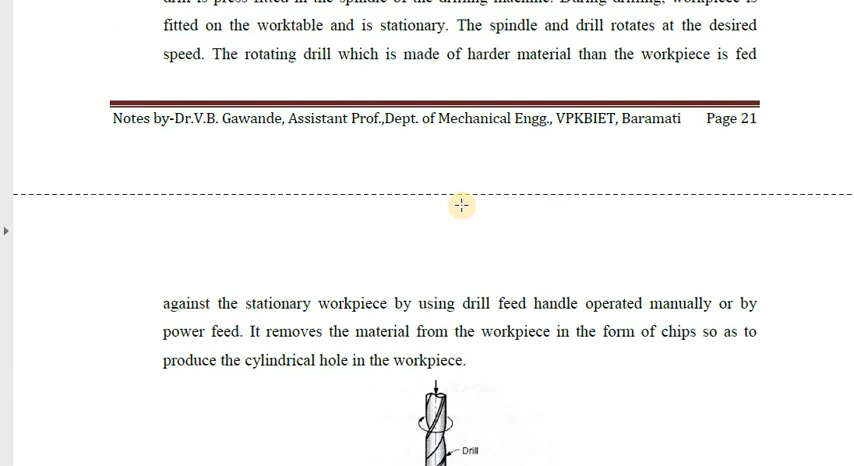 fitted on the worktable and is stationary. The spindle and drill rotates at the desired
speed. The rotating drill which is made of harder material than the workpiece is fed
Notes by-Dr.V.B. Gawande, Assistant Prof.,Dept. of Mechanical Engg., VPKBIET, Baramati Page 21
against the stationary workpiece by using drill feed handle operated manually or by
power feed. It removes the material from the workpiece in the form of chips so as to
produce the cylindrical hole in the workpiece.
Drill